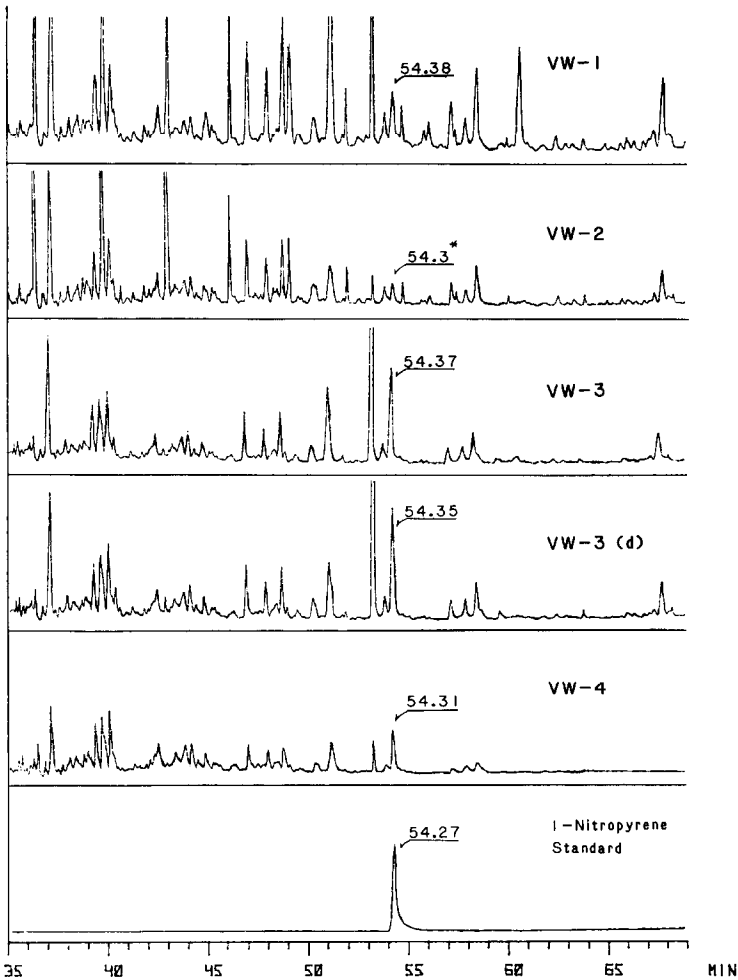 54.38
VW-1
54.3*
VW-2
54.37
VW-3
54.35
VW-3 (d)
54.31
VW-4
54.27
1-Nitropyrene
Standard
35 40 45 50 55 60 65 MIN